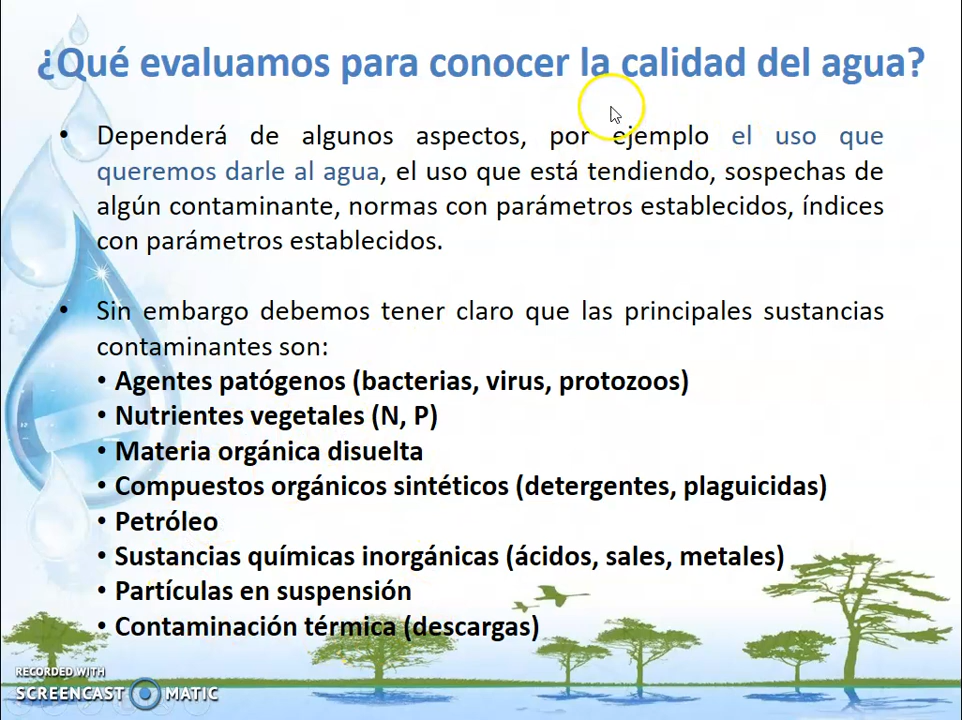 ¿Qué evaluamos para conocer la calidad del agua?
• Dependerá de algunos aspectos, por ejemplo el uso que
queremos darle al agua, el uso que está tendiendo, sospechas de
algún contaminante, normas con parámetros establecidos, índices
con parámetros establecidos.
• Sin embargo debemos tener claro que las principales sustancias
contaminantes son:
• Agentes patógenos (bacterias, virus, protozoos)
• Nutrientes vegetales (N, P)
• Materia orgánica disuelta
• Compuestos orgánicos sintéticos (detergentes, plaguicidas)
• Petróleo
• Sustancias químicas inorgánicas (ácidos, sales, metales)
• Partículas en suspensión
• Contaminación térmica (descargas)
RECORDED WITH
SCREENCAST MATIC